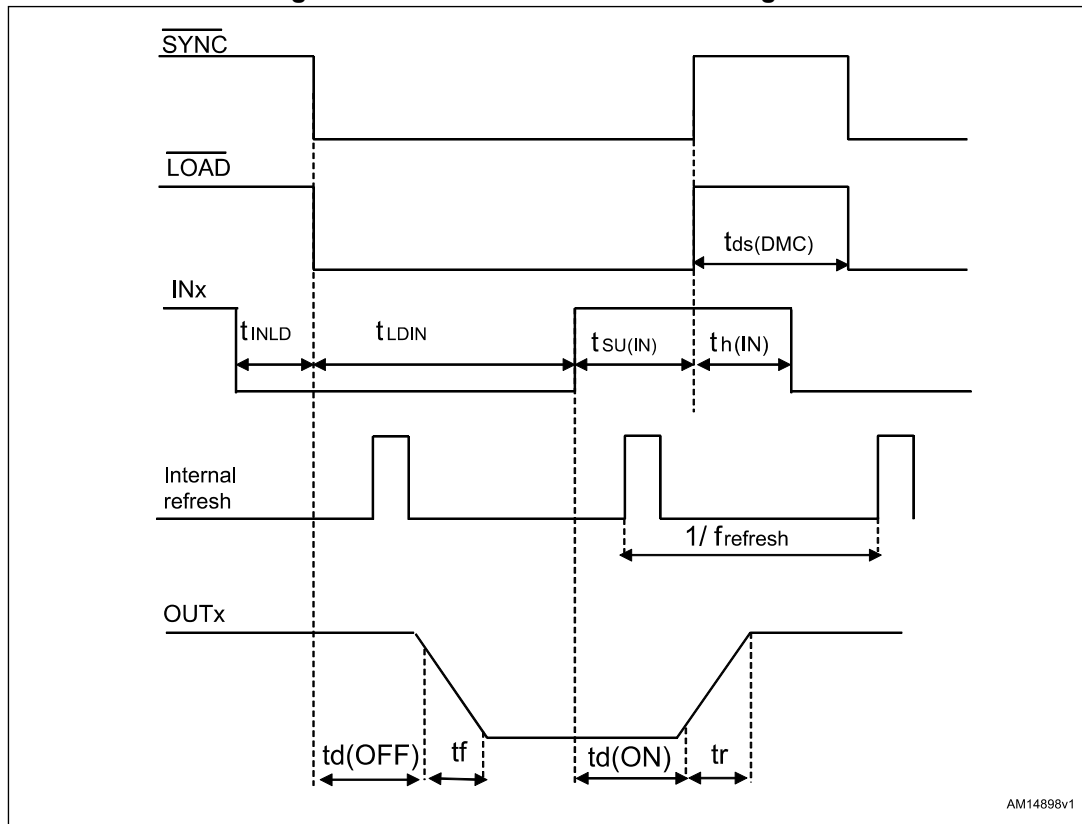 SYNC
LOAD
tds(DMC)
INx
tINLD
tLDIN
tSU(IN)
th(IN)
Internal
refresh
1/ frefresh
OUTx
td(OFF)
tf
td(ON)
tr
AM14898v1